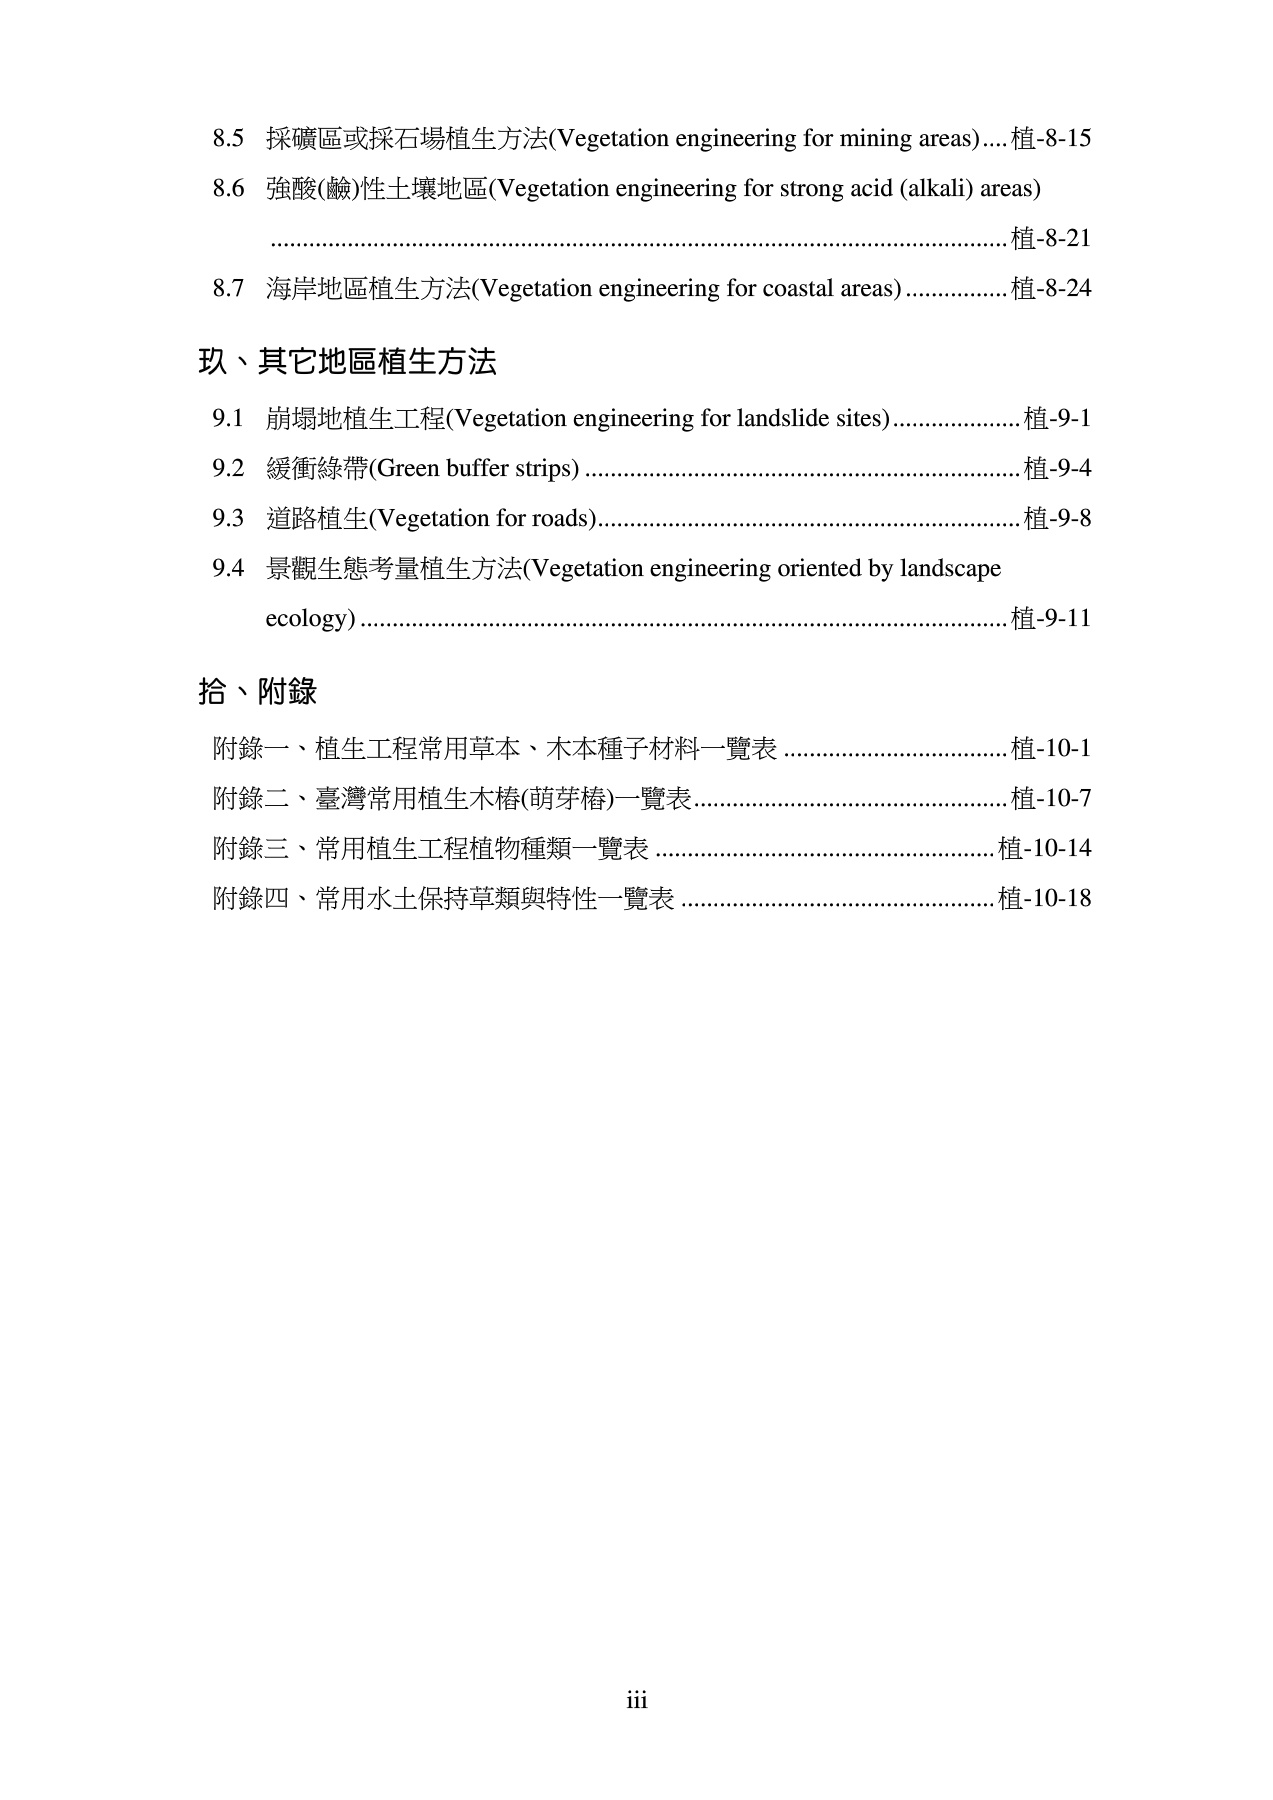 8.5 採礦區或採石場植生方法(Vegetation engineering for mining areas)....植-8-15
8.6 強酸(鹼)性土壤地區(Vegetation engineering for strong acid (alkali) areas)
...................................................................................................................植-8-21
8.7 海岸地區植生方法(Vegetation engineering for coastal areas)................植-8-24
玖、其它地區植生方法
9.1 崩塌地植生工程(Vegetation engineering for landslide sites)....................植-9-1
9.2 緩衝綠帶(Green buffer strips)....................................................................植-9-4
9.3 道路植生(Vegetation for roads)..................................................................植-9-8
9.4 景觀生態考量植生方法(Vegetation engineering oriented by landscape
ecology).....................................................................................................植-9-11
拾、附錄
附錄一、植生工程常用草本、木本種子材料一覽表...................................植-10-1
附錄二、臺灣常用植生木樁(萌芽樁)一覽表.................................................植-10-7
附錄三、常用植生工程植物種類一覽表.....................................................植-10-14
附錄四、常用水土保持草類與特性一覽表.................................................植-10-18
iii